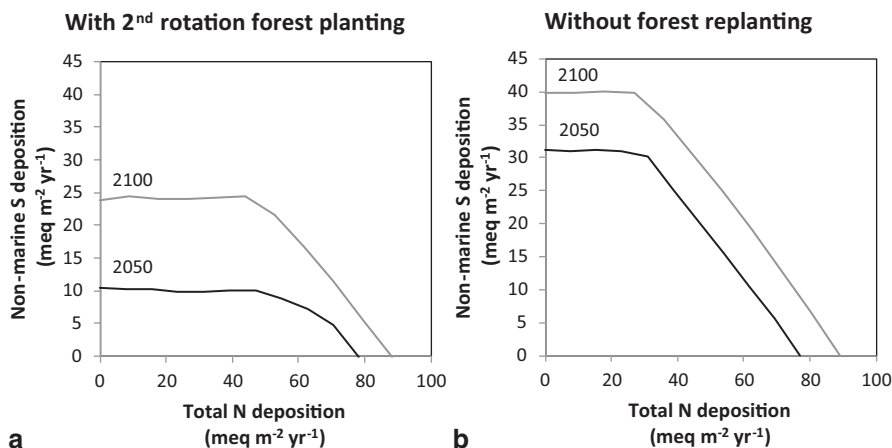 With 2nd rotation forest planting
Non-marine S deposition
(meq m-2 yr-1)
45
40
35
30
25
20
15
10
5
0
2100
2050
0 20 40 60 80 100
Total N deposition
(meq m-2 yr-1)
a
Without forest replanting
Non-marine S deposition
(meq m-2 yr-1)
45
40
35
30
25
20
15
10
5
0
2100
2050
0 20 40 60 80 100
Total N deposition
(meq m-2 yr-1)
b